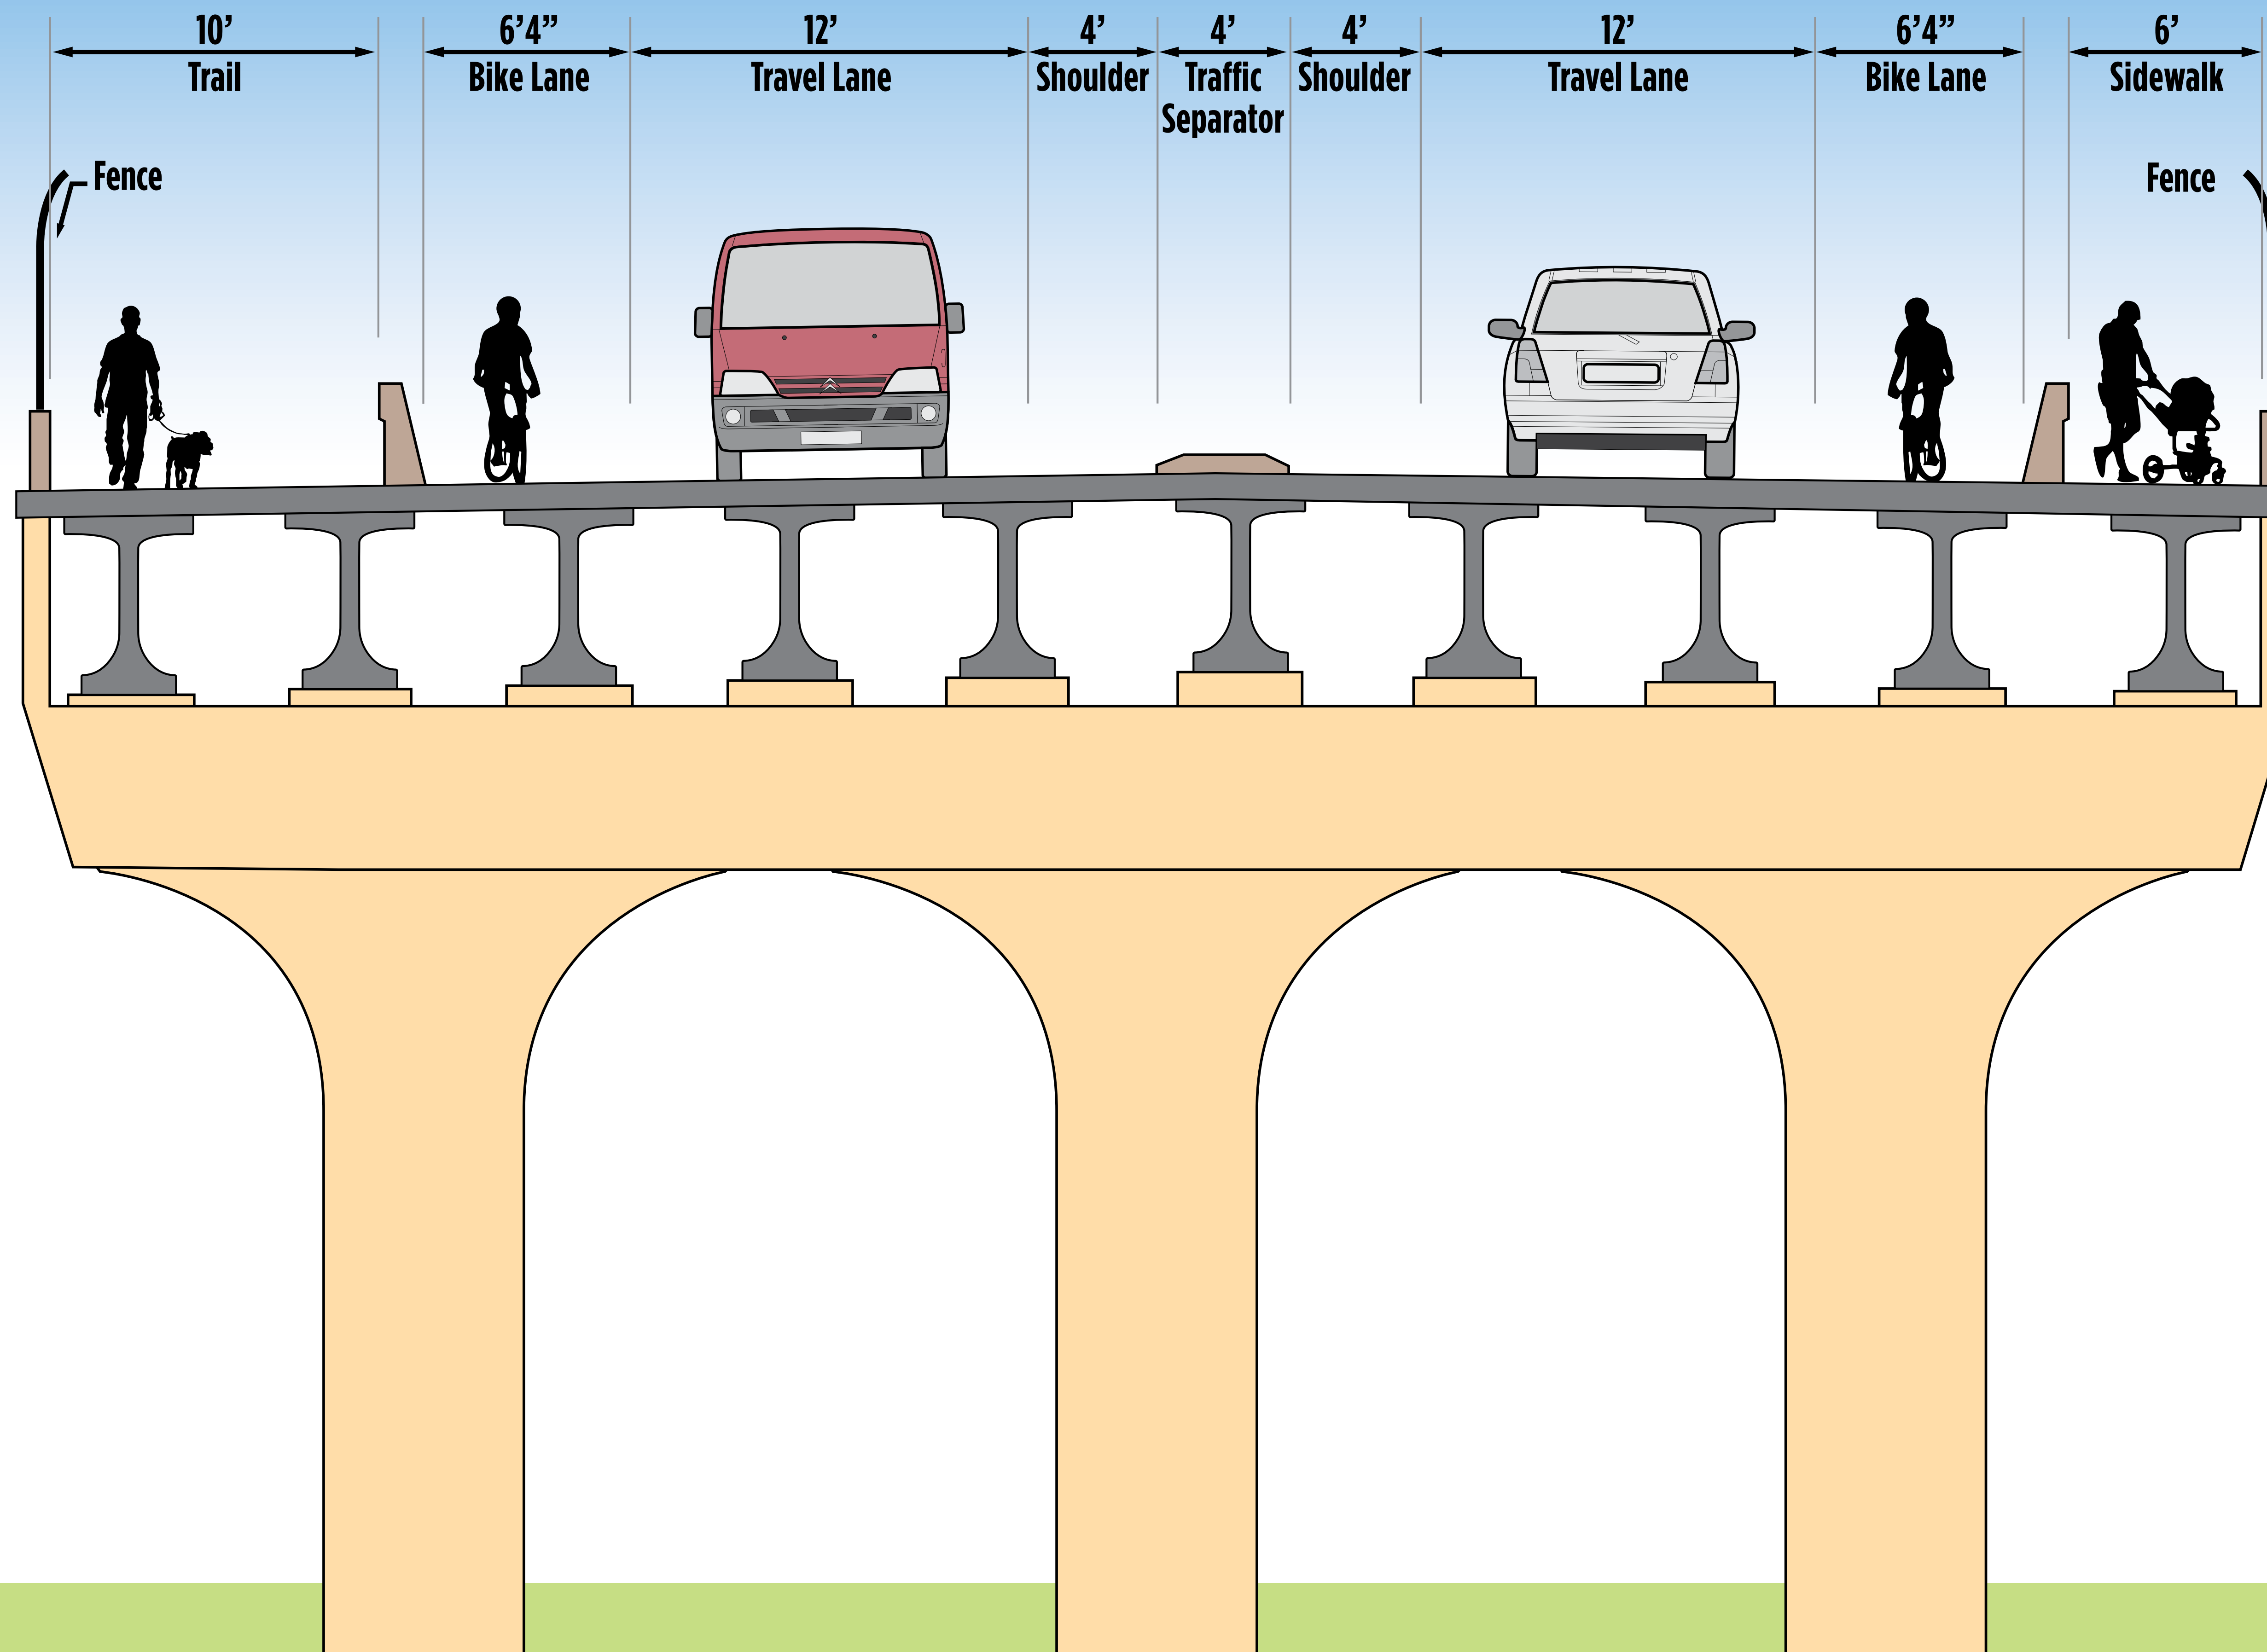 10’ 6’4” 12’ 4’ 4’ 4’ 12’ 6’4” 6’
Trail Bike Lane Travel Lane Shoulder Traffic Shoulder Travel Lane Bike Lane Sidewalk
Separator
Fence Fence